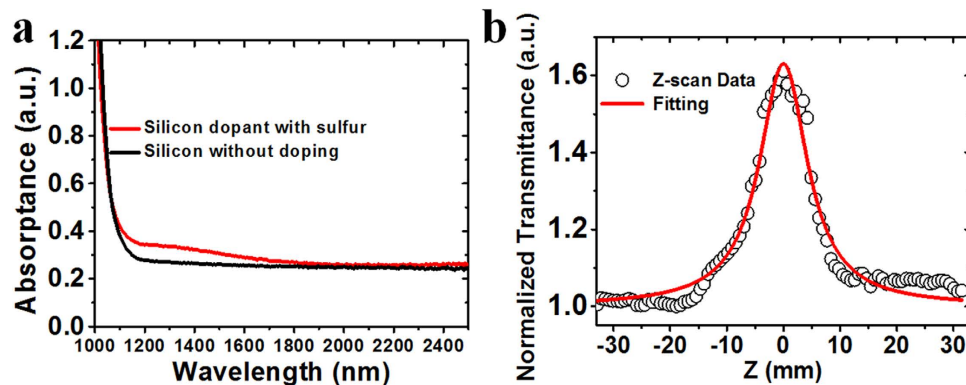 a
1.2
1.0
0.8
0.6
0.4
0.2
0.0
Absorptance (a.u.)
Silicon dopant with sulfur
Silicon without doping
1000 1200 1400 1600 1800 2000 2200 2400
Wavelength (nm)
b
1.6
1.4
1.2
1.0
Normalized Transmittance (a.u.)
Z-scan Data
Fitting
-30 -20 -10 0 10 20 30
Z (mm)